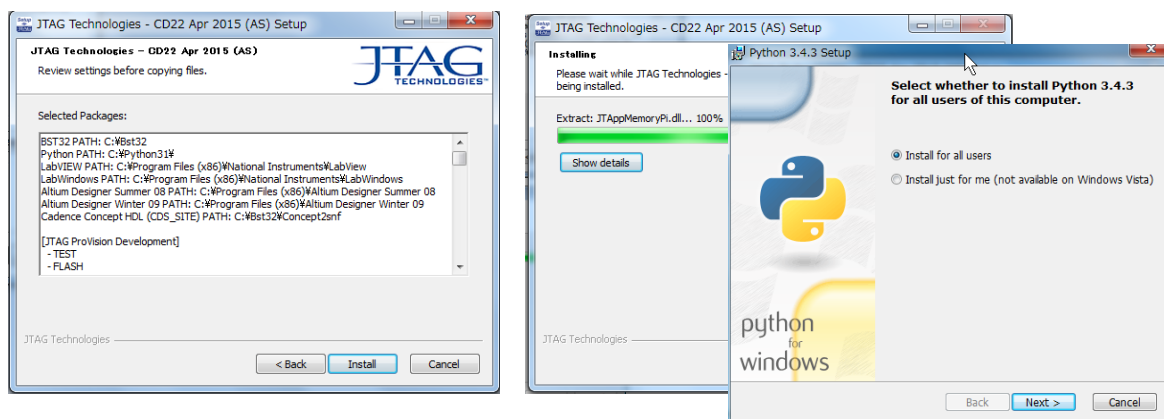 JTAG Technologies - CD22 Apr 2015 (AS) Setup
JTAG Technologies - CD22 Apr 2015 (AS)
Review settings before copying files.
JTAG
TECHNOLOGIES
Selected Packages:
BST32 PATH: C:¥Bst32
Python PATH: C:¥Python31¥
LabVIEW PATH: C:¥Program Files (x86)¥National Instruments¥LabView
LabWindows PATH: C:¥Program Files (x86)¥National Instruments¥LabWindows
Altium Designer Summer 08 PATH: C:¥Program Files (x86)¥Altium Designer Summer 08
Altium Designer Winter 09 PATH: C:¥Program Files (x86)¥Altium Designer Winter 09
Cadence Concept HDL (CDS_SITE) PATH: C:¥Bst32¥Concept2snf
[JTAG ProVision Development]
- TEST
- FLASH
JTAG Technologies
< Back Install Cancel
JTAG Technologies - CD22 Apr 2015 (AS) Setup
Installing
Please wait while JTAG Technologies -
being installed.
Extract: JTAppMemoryPi.dll... 100%
Show details
JTAG Technologies
Python 3.4.3 Setup
Select whether to install Python 3.4.3
for all users of this computer.
Install for all users
Install just for me (not available on Windows Vista)
python
for
windows
Back Next > Cancel